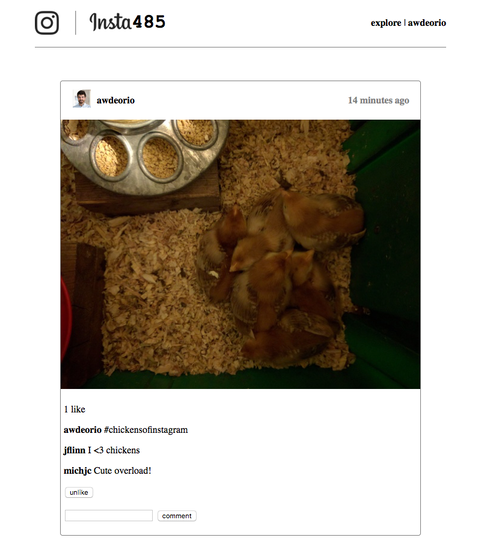 Insta485
explore | awdeorio
awdeorio
14 minutes ago
1 like
awdeorio #chickensofinstagram
jflinn I <3 chickens
michjc Cute overload!
unlike
comment